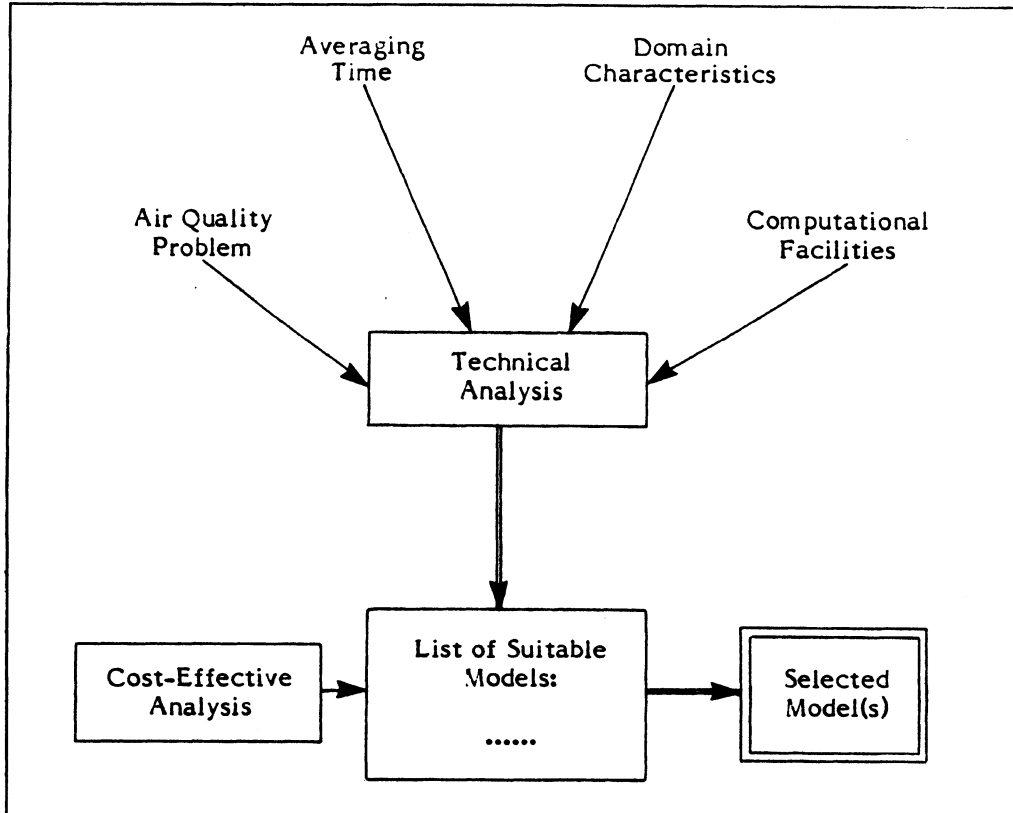 Averaging
Time
Domain
Characteristics
Air Quality
Problem
Computational
Facilities
Technical
Analysis
Cost-Effective
Analysis
List of Suitable
Models:
......
Selected
Model(s)